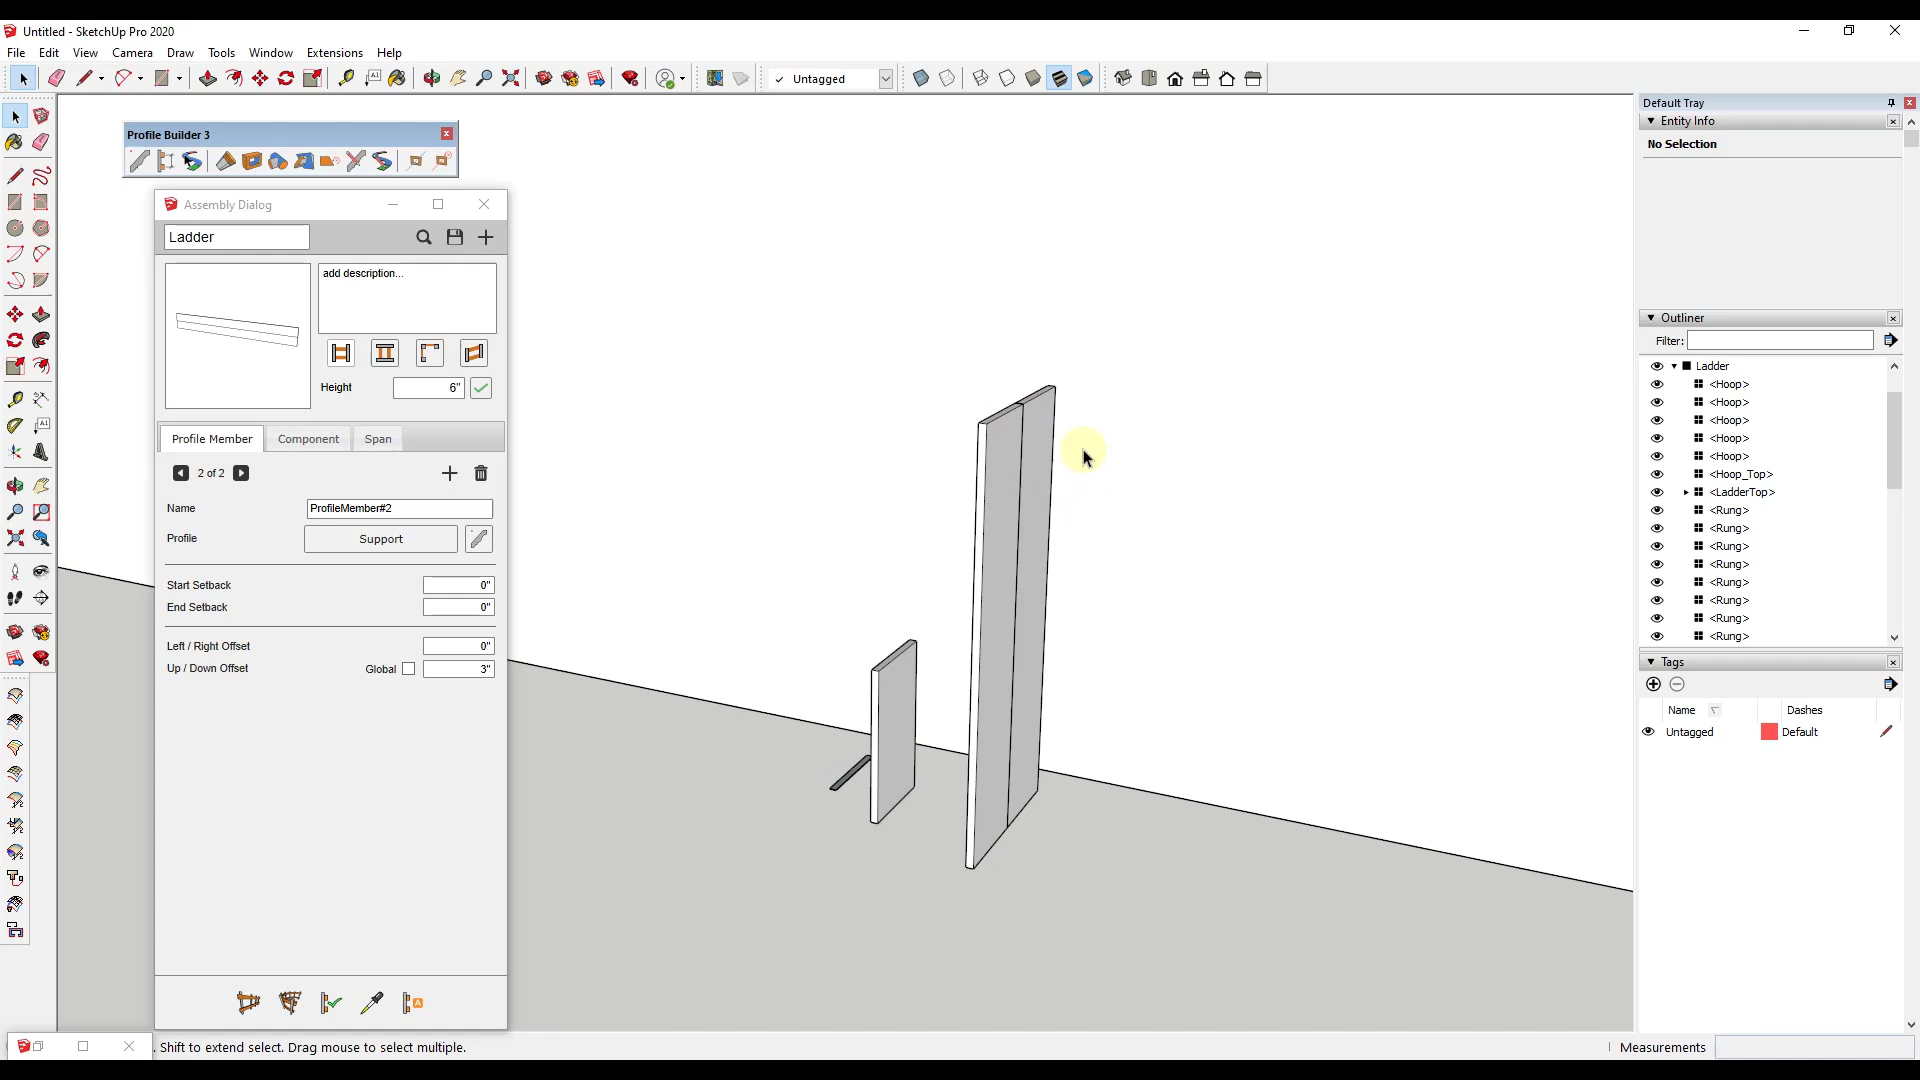 Untitled - SketchUp Pro 2020
File Edit View Camera Draw Tools Window Extensions Help
Untagged
Default Tray
Entity Info
No Selection
Profile Builder 3
Assembly Dialog
Ladder
add description...
Height 6"
Profile Member Component Span
2 of 2
Name ProfileMember#2
Profile Support
Start Setback 0"
End Setback 0"
Left / Right Offset 0"
Up / Down Offset Global 3"
Outliner
Filter:
Ladder
<Hoop>
<Hoop>
<Hoop>
<Hoop>
<Hoop>
<Hoop_Top>
<LadderTop>
<Rung>
<Rung>
<Rung>
<Rung>
<Rung>
<Rung>
<Rung>
<Rung>
Tags
Name Dashes
Untagged Default
. Shift to extend select. Drag mouse to select multiple.
Measurements